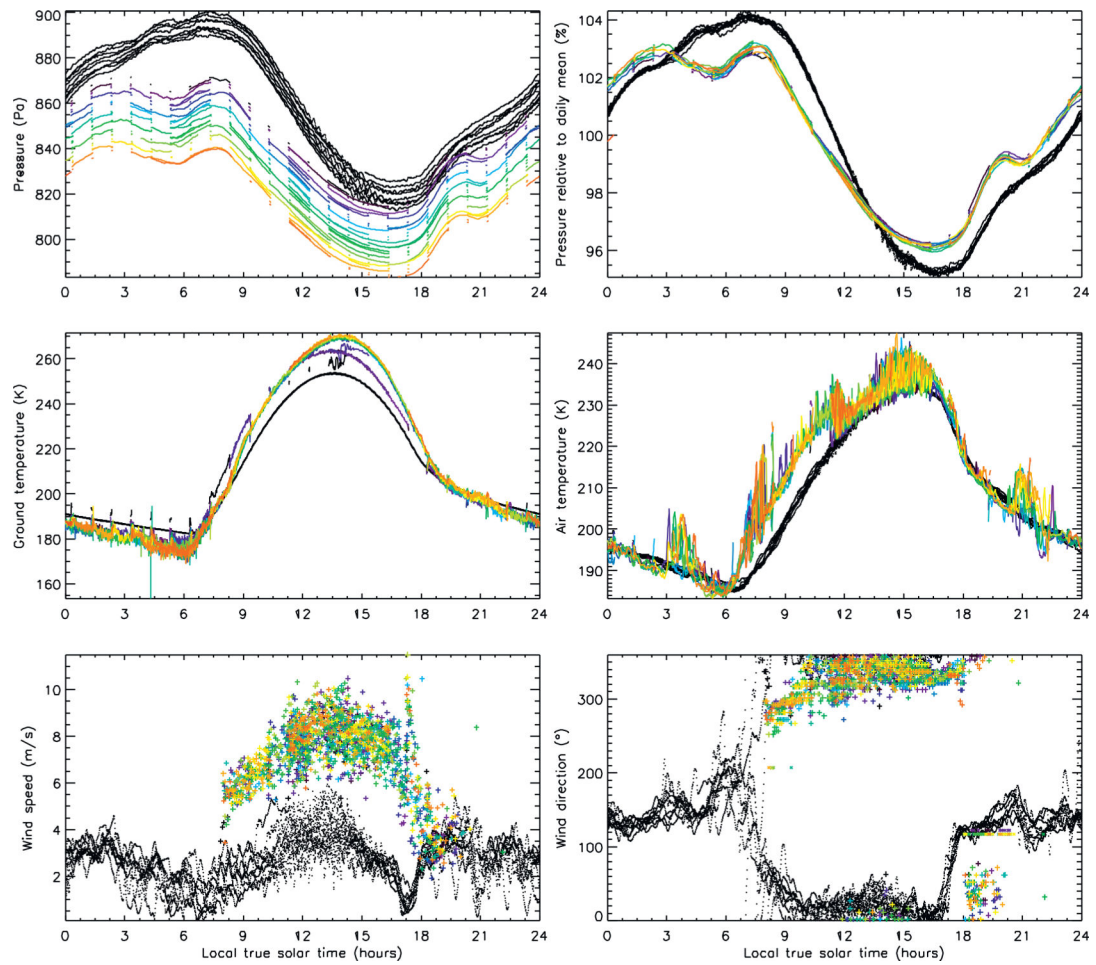 Pressure (Pa)
900
880
860
840
820
800
0 3 6 9 12 15 18 21 24
Pressure relative to daily mean (%)
104
102
100
98
96
0 3 6 9 12 15 18 21 24
Ground temperature (K)
260
240
220
200
180
160
0 3 6 9 12 15 18 21 24
Air temperature (K)
240
230
220
210
200
190
0 3 6 9 12 15 18 21 24
Wind speed (m/s)
10
8
6
4
2
0 3 6 9 12 15 18 21 24
Local true solar time (hours)
Wind direction (°)
300
200
100
0
0 3 6 9 12 15 18 21 24
Local true solar time (hours)